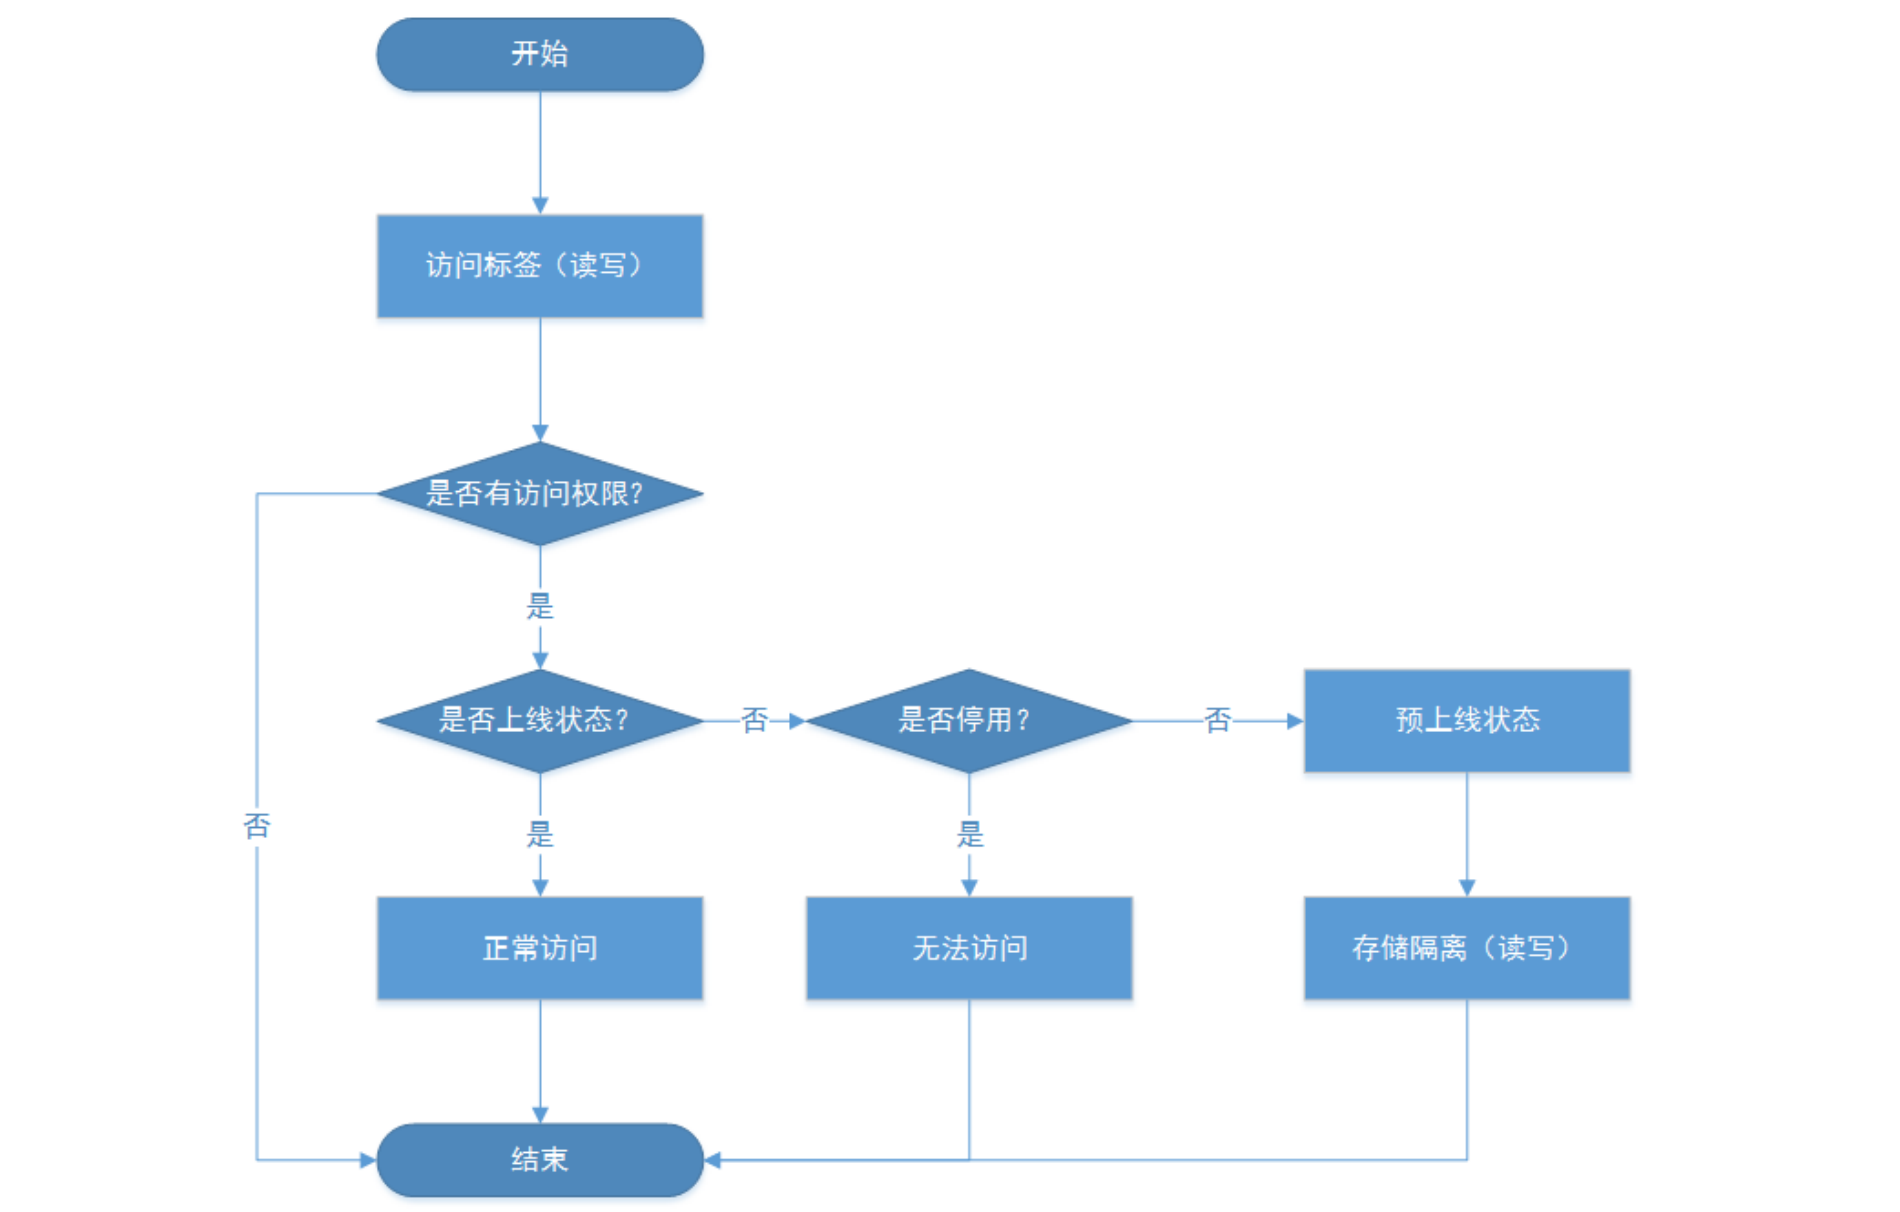 开始
访问标签（读写）
是否有访问权限？
是
是否上线状态？
否
是否停用？
否
预上线状态
否
是
是
正常访问
无法访问
存储隔离（读写）
结束